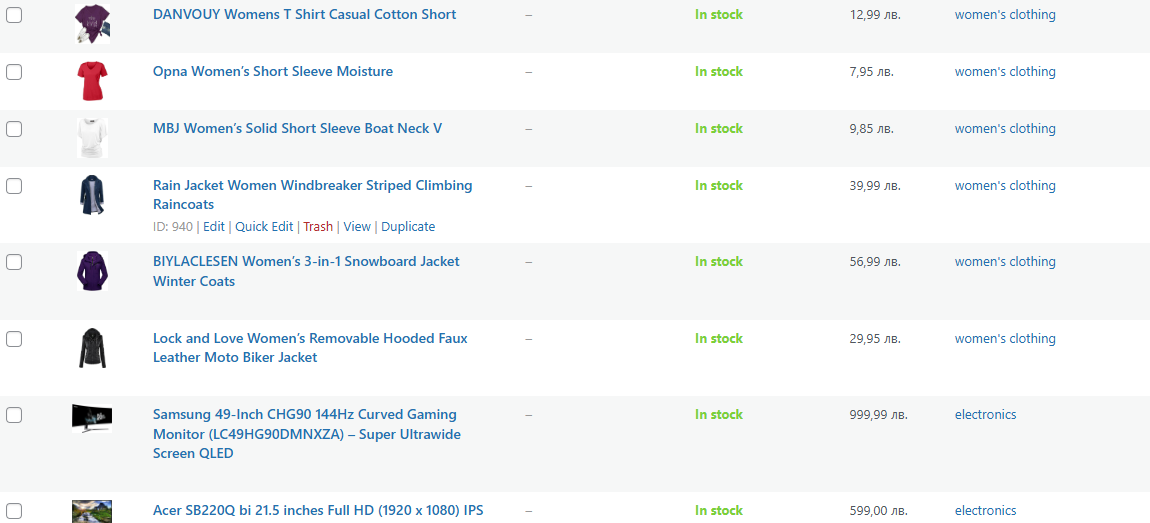 DANVOUY Womens T Shirt Casual Cotton Short – In stock 12,99 лв. women's clothing
Opna Women’s Short Sleeve Moisture – In stock 7,95 лв. women's clothing
MBJ Women’s Solid Short Sleeve Boat Neck V – In stock 9,85 лв. women's clothing
Rain Jacket Women Windbreaker Striped Climbing – In stock 39,99 лв. women's clothing
Raincoats
ID: 940 | Edit | Quick Edit | Trash | View | Duplicate
BIYLACLESEN Women’s 3-in-1 Snowboard Jacket – In stock 56,99 лв. women's clothing
Winter Coats
Lock and Love Women’s Removable Hooded Faux – In stock 29,95 лв. women's clothing
Leather Moto Biker Jacket
Samsung 49-Inch CHG90 144Hz Curved Gaming – In stock 999,99 лв. electronics
Monitor (LC49HG90DMNXZA) – Super Ultrawide
Screen QLED
Acer SB220Q bi 21.5 inches Full HD (1920 x 1080) IPS – In stock 599,00 лв. electronics